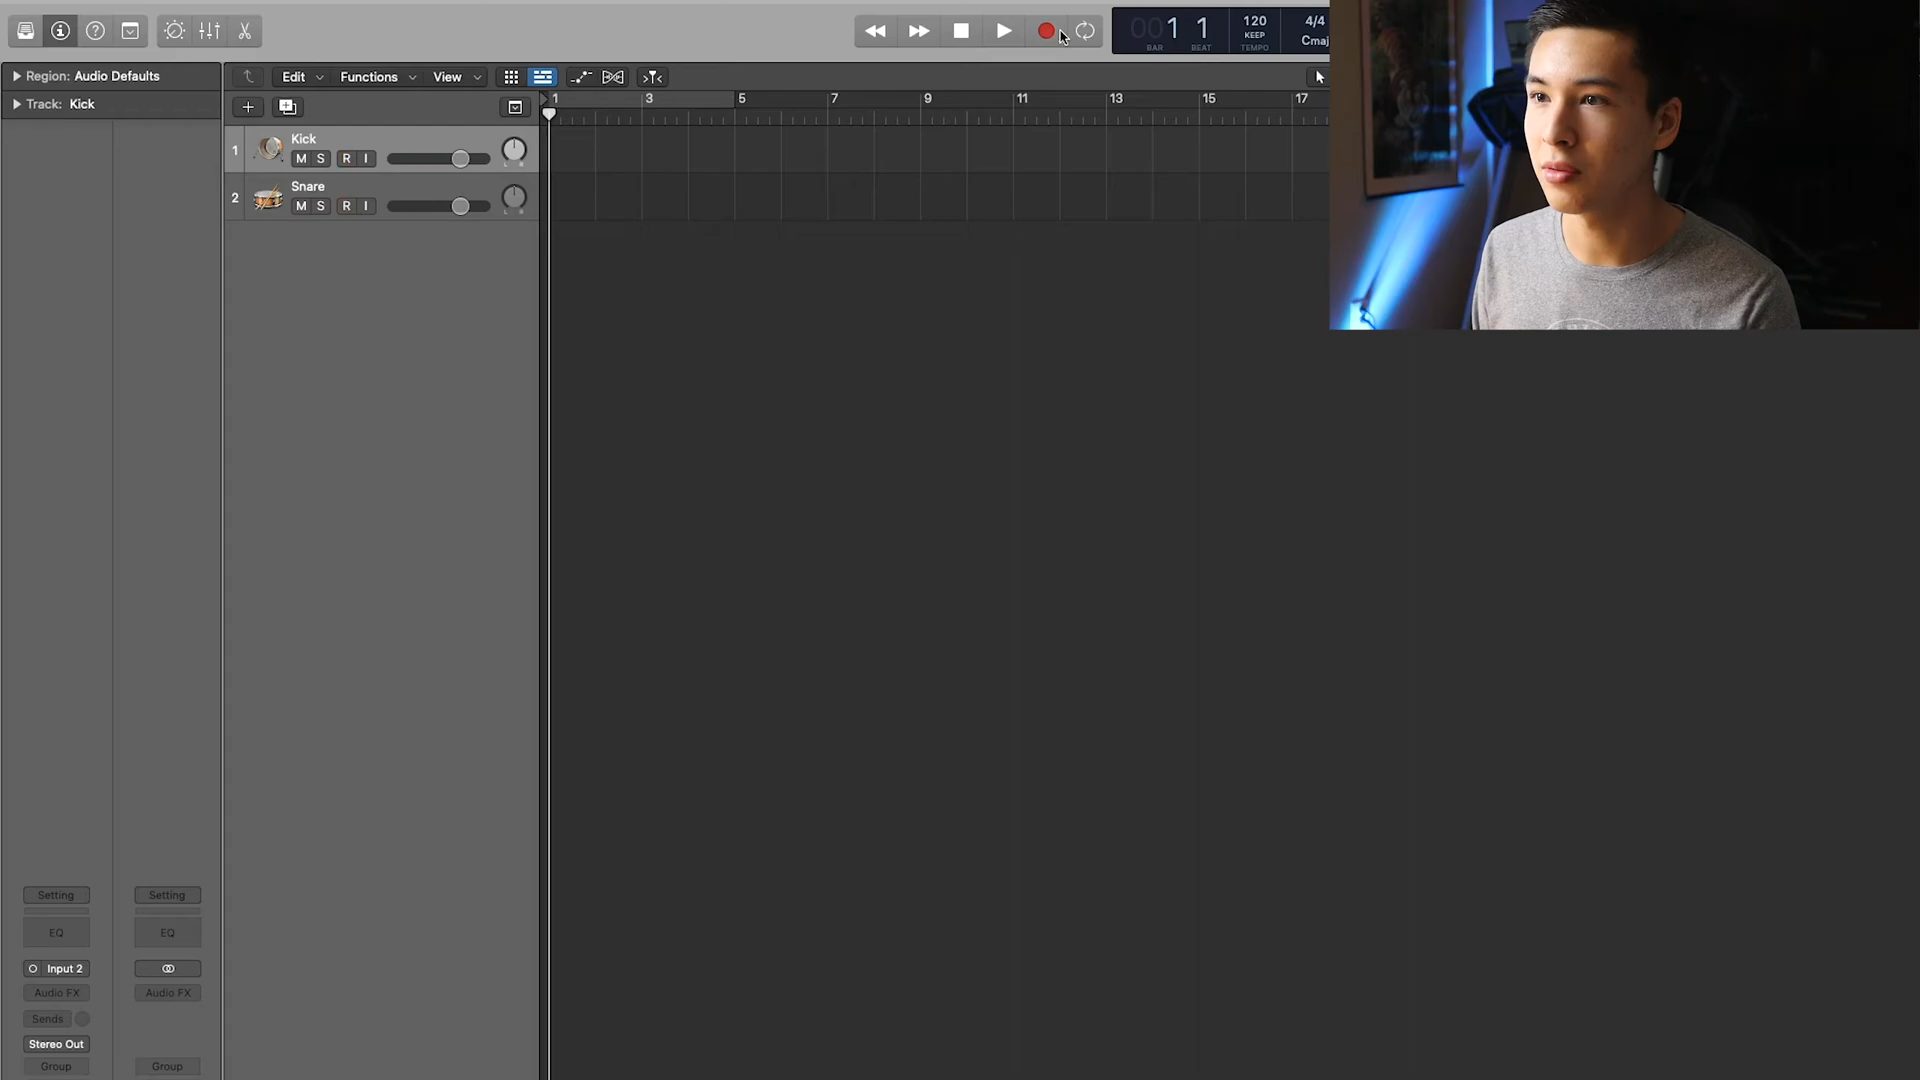 001 1 120 4/4
KEEP Cmaj
BAR BEAT TEMPO
Region: Audio Defaults
Edit Functions View
Track: Kick
1 3 5 7 9 11 13 15 17
1 Kick
M S R I
L R
2 Snare
M S R I
L R
Setting Setting
EQ EQ
Input 2
Audio FX Audio FX
Sends
Stereo Out
Group Group